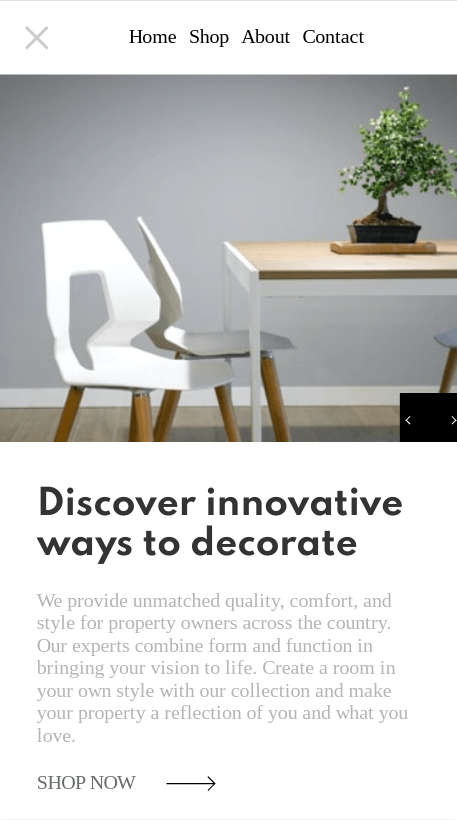 Home Shop About Contact
Discover innovative
ways to decorate
We provide unmatched quality, comfort, and
style for property owners across the country.
Our experts combine form and function in
bringing your vision to life. Create a room in
your own style with our collection and make
your property a reflection of you and what you
love.
SHOP NOW